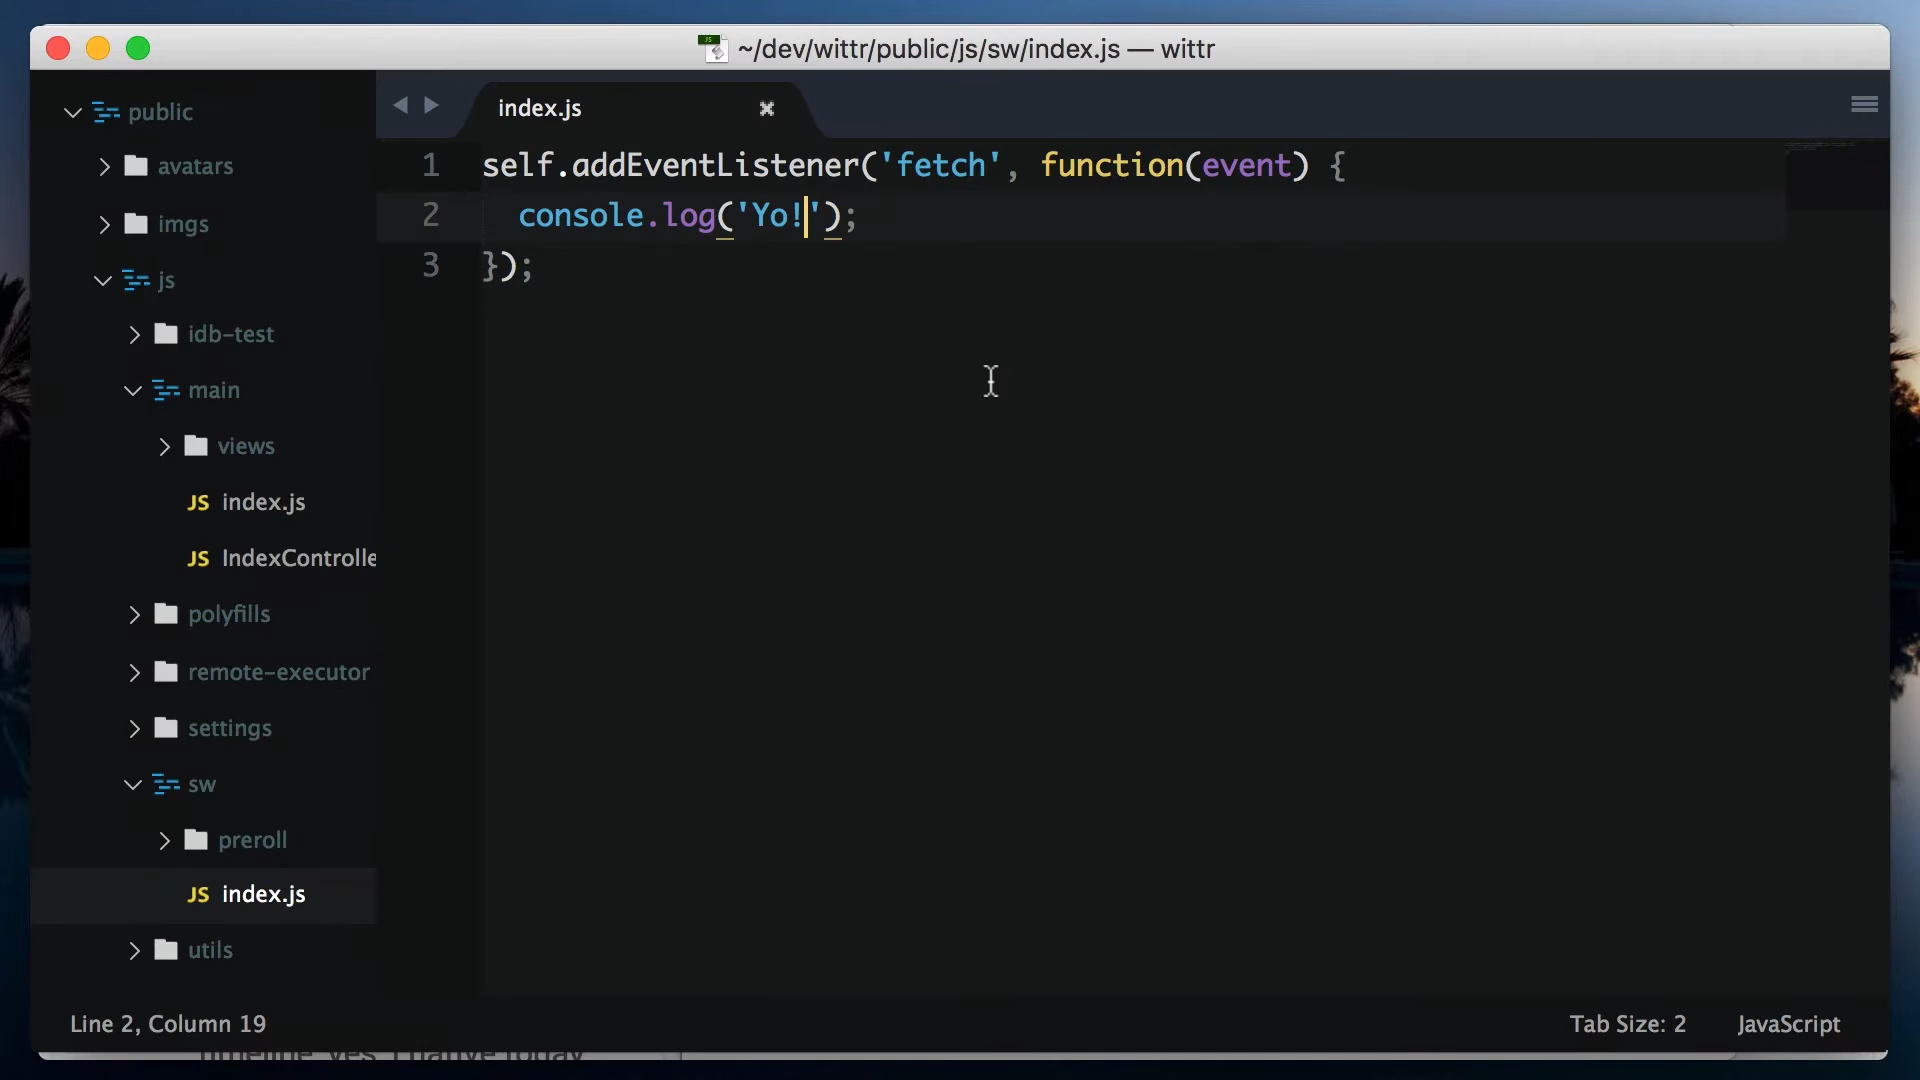 ~/dev/wittr/public/js/sw/index.js — wittr
public
avatars
imgs
js
idb-test
main
views
JS index.js
JS IndexControlle
polyfills
remote-executor
settings
sw
preroll
JS index.js
utils
index.js
1 self.addEventListener('fetch', function(event) {
2 console.log('Yo!');
3 });
Line 2, Column 19
Tab Size: 2
JavaScript